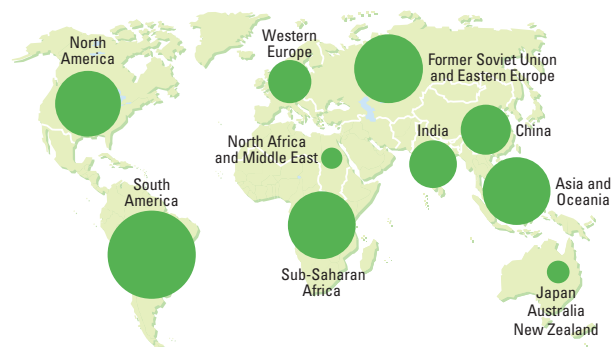 North
America
Western
Europe
Former Soviet Union
and Eastern Europe
North Africa
and Middle East
India
China
South
America
Asia and
Oceania
Sub-Saharan
Africa
Japan
Australia
New Zealand